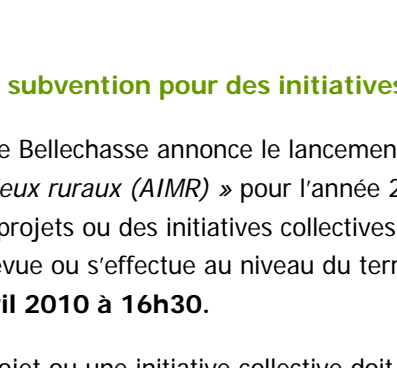 subvention pour des initiatives
e Bellechasse annonce le lancemen
ieux ruraux (AIMR) » pour l'année 2
projets ou des initiatives collectives
evue ou s'effectue au niveau du terr
ril 2010 à 16h30.
ojet ou une initiative collective doit